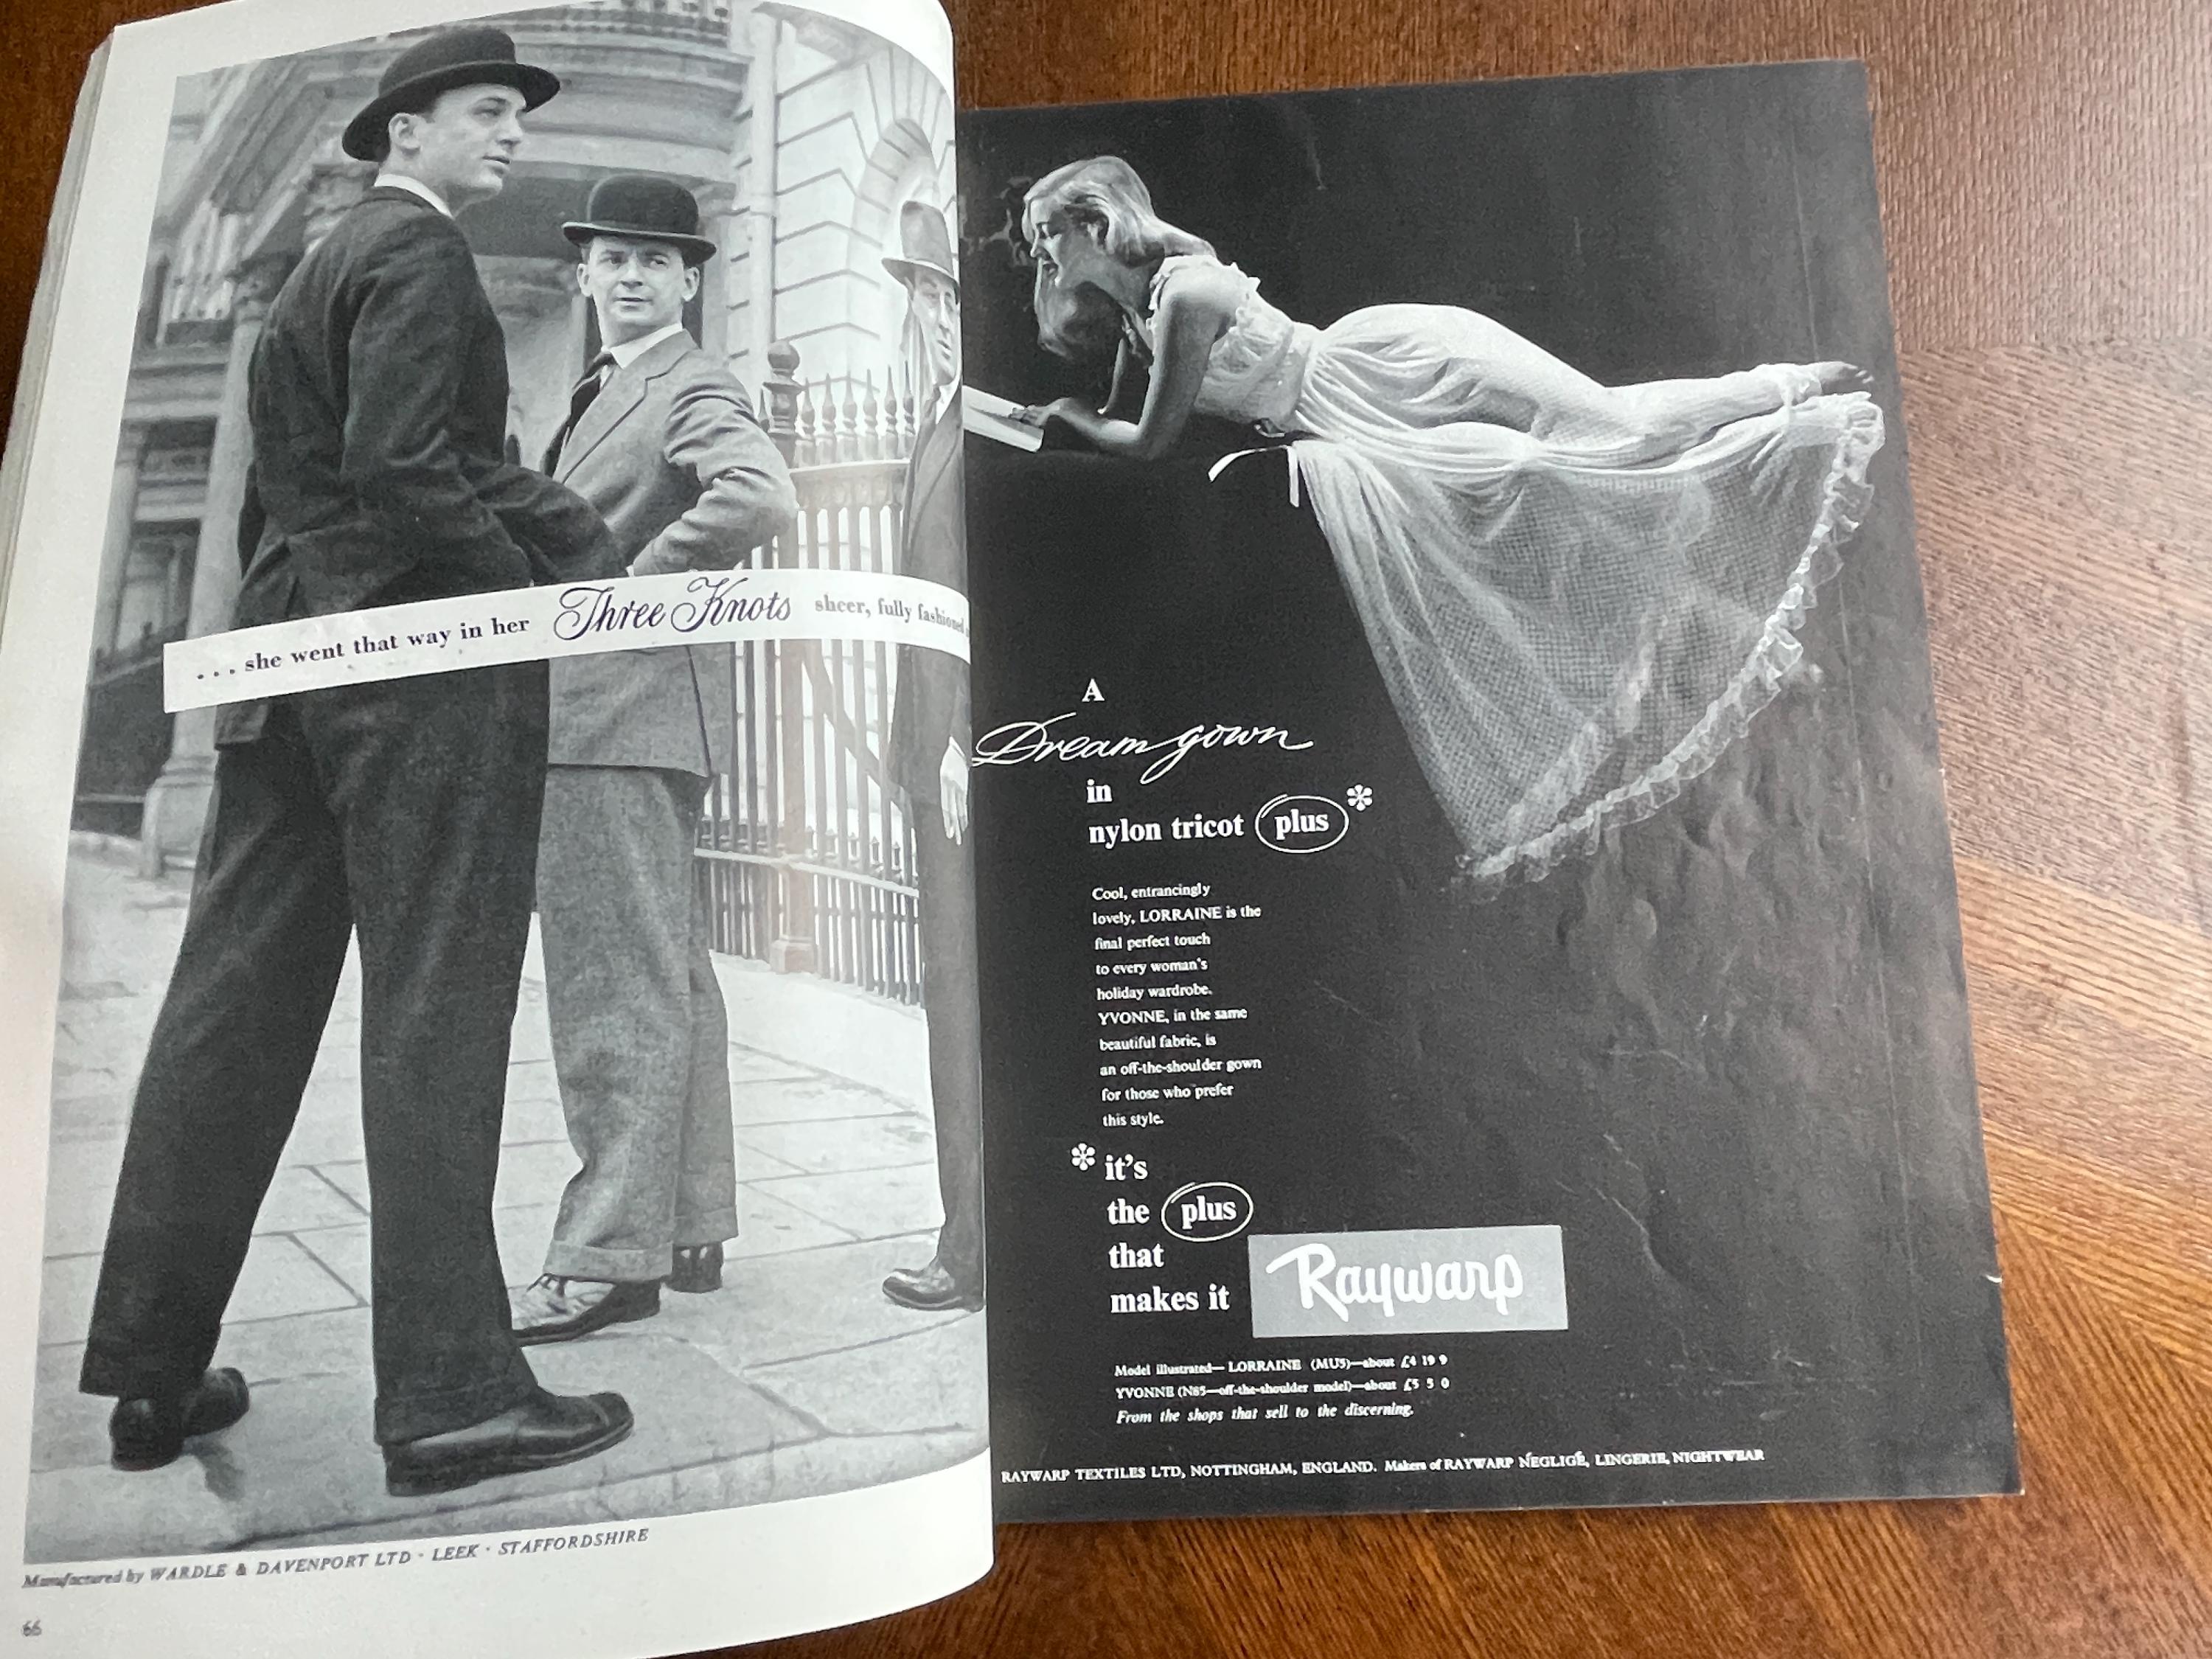 . . . she went that way in her Three Knots sheer, fully fashioned
Manufactured by WARDLE & DAVENPORT LTD · LEEK · STAFFORDSHIRE
66
A
Dream gown
in
nylon tricot plus *
Cool, entrancingly
lovely, LORRAINE is the
final perfect touch
to every woman's
holiday wardrobe.
YVONNE, in the same
beautiful fabric, is
an off-the-shoulder gown
for those who prefer
this style.
* it's
the plus
that
makes it Raywarp
Model illustrated—LORRAINE (MU5)—about £4 19 9
YVONNE (N85—off-the-shoulder model)—about £5 5 0
From the shops that sell to the discerning.
RAYWARP TEXTILES LTD, NOTTINGHAM, ENGLAND. Makers of RAYWARP NEGLIGÉ, LINGERIE, NIGHTWEAR